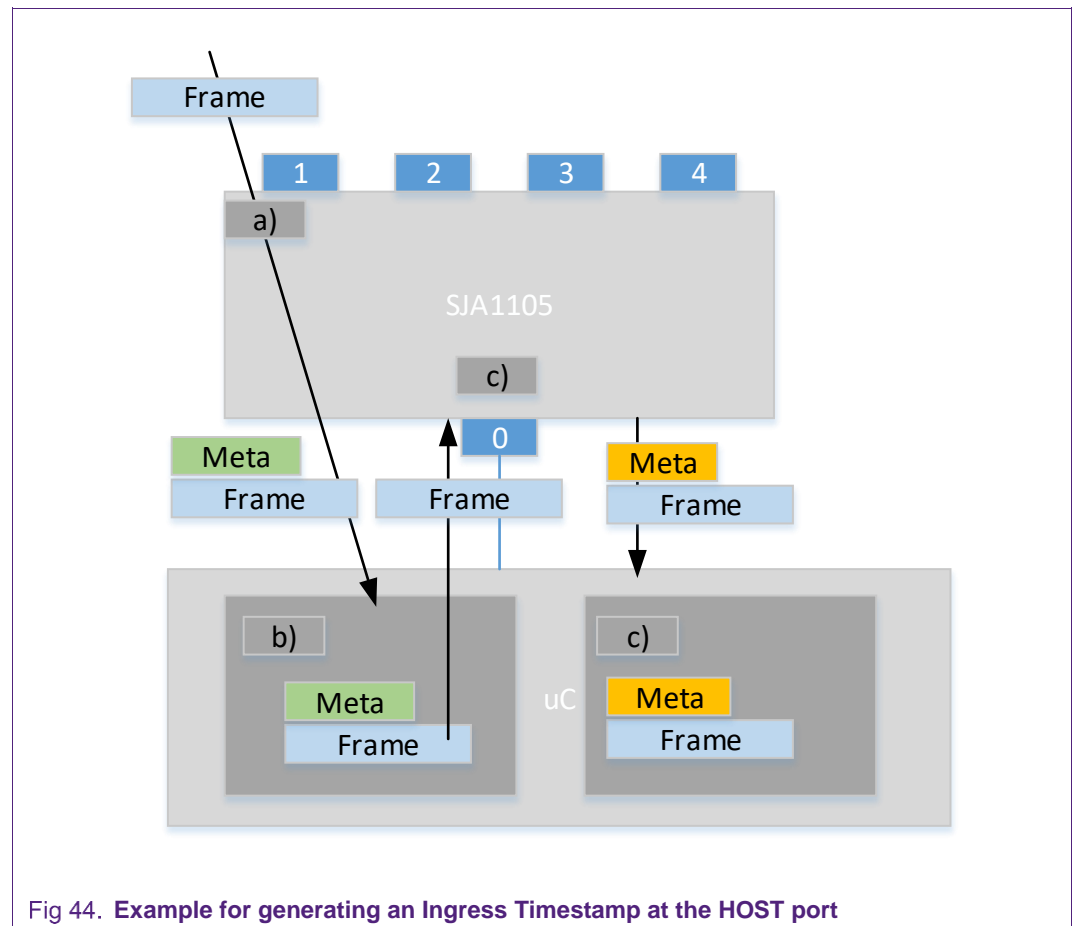 Frame
1
2
3
4
a)
SJA1105
c)
0
Meta
Frame
Frame
Meta
Frame
b)
Meta
Frame
uC
c)
Meta
Frame
Fig 44. Example for generating an Ingress Timestamp at the HOST port